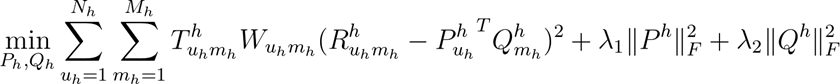 $\min_{P_h,Q_h} \sum_{u_h=1}^{N_h} \sum_{m_h=1}^{M_h} T^h_{u_h m_h} W_{u_h m_h} (R^h_{u_h m_h} - {P^h_{u_h}}^T Q^h_{m_h})^2 + \lambda_1 \|P^h\|_F^2 + \lambda_2 \|Q^h\|_F^2$